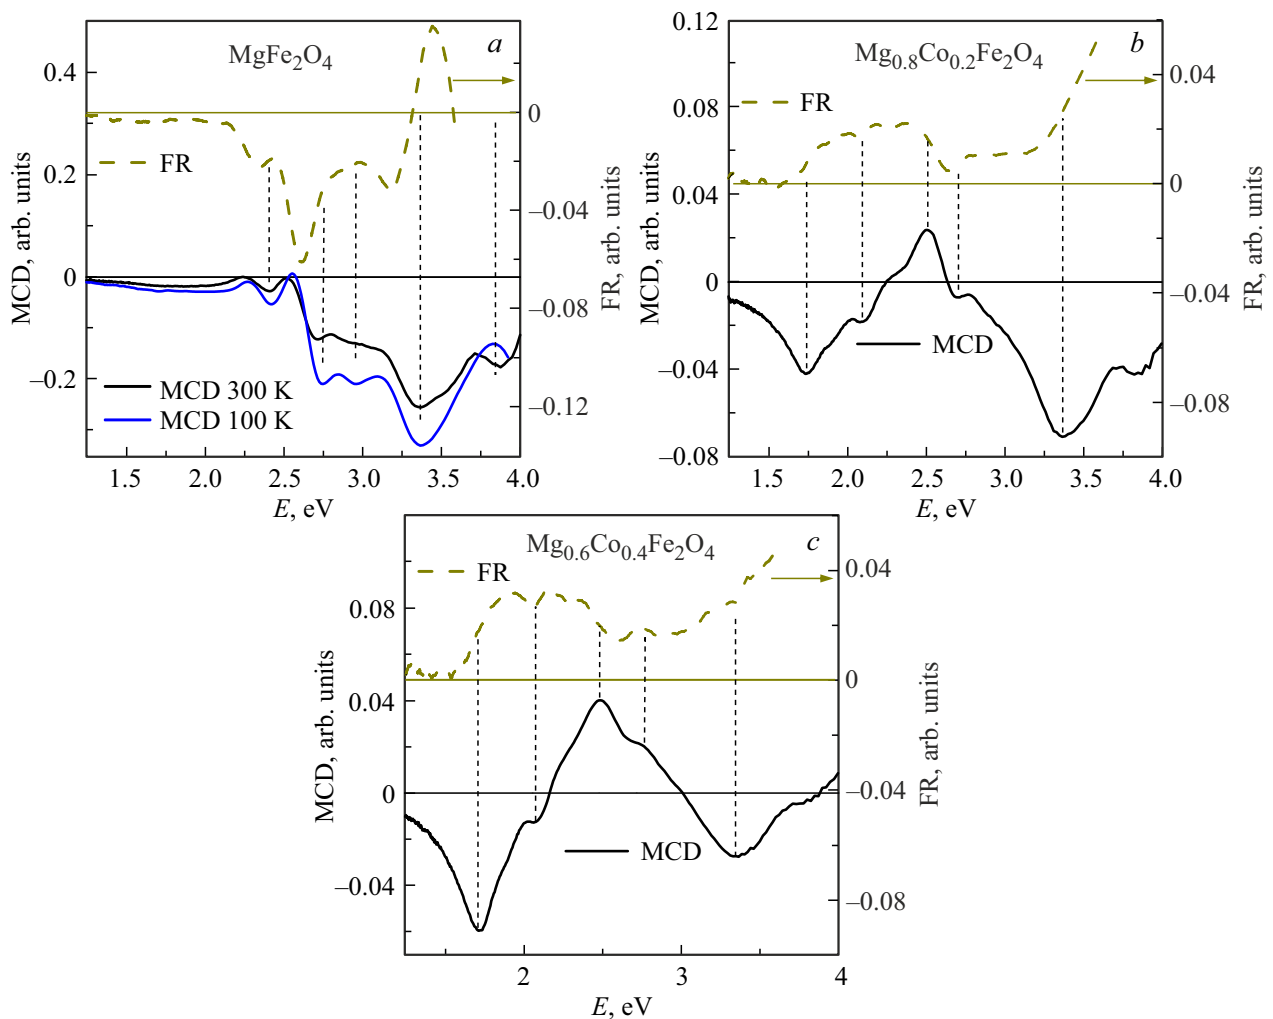 MgFe2O4
a
FR
MCD 300 K
MCD 100 K
MCD, arb. units
0.4
0.2
0
–0.2
FR, arb. units
0
–0.04
–0.08
–0.12
1.5 2.0 2.5 3.0 3.5 4.0
E, eV
Mg0.8Co0.2Fe2O4
b
FR
MCD
MCD, arb. units
0.12
0.08
0.04
0
–0.04
–0.08
FR, arb. units
0.04
0
–0.04
–0.08
1.5 2.0 2.5 3.0 3.5 4.0
E, eV
Mg0.6Co0.4Fe2O4
c
FR
MCD
MCD, arb. units
0.08
0.04
0
–0.04
FR, arb. units
0.04
0
–0.04
–0.08
2 3 4
E, eV